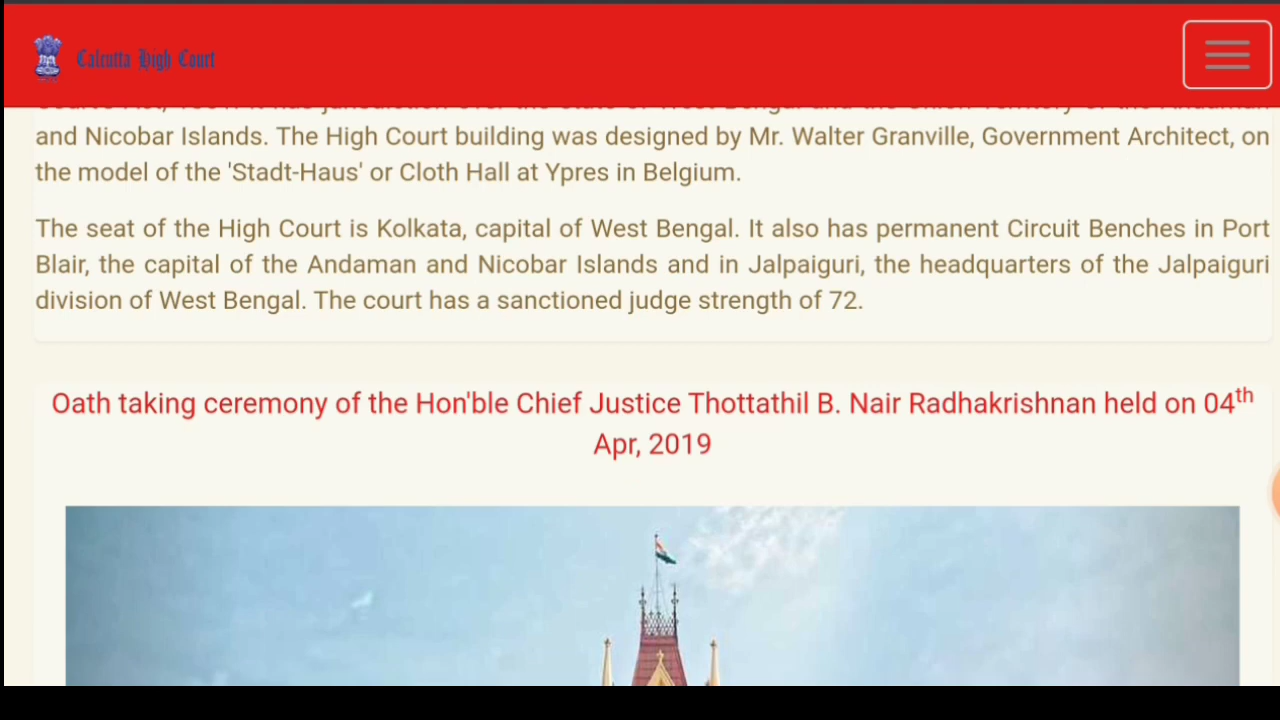 Calcutta High Court
and Nicobar Islands. The High Court building was designed by Mr. Walter Granville, Government Architect, on
the model of the 'Stadt-Haus' or Cloth Hall at Ypres in Belgium.
The seat of the High Court is Kolkata, capital of West Bengal. It also has permanent Circuit Benches in Port
Blair, the capital of the Andaman and Nicobar Islands and in Jalpaiguri, the headquarters of the Jalpaiguri
division of West Bengal. The court has a sanctioned judge strength of 72.
Oath taking ceremony of the Hon'ble Chief Justice Thottathil B. Nair Radhakrishnan held on 04th
Apr, 2019